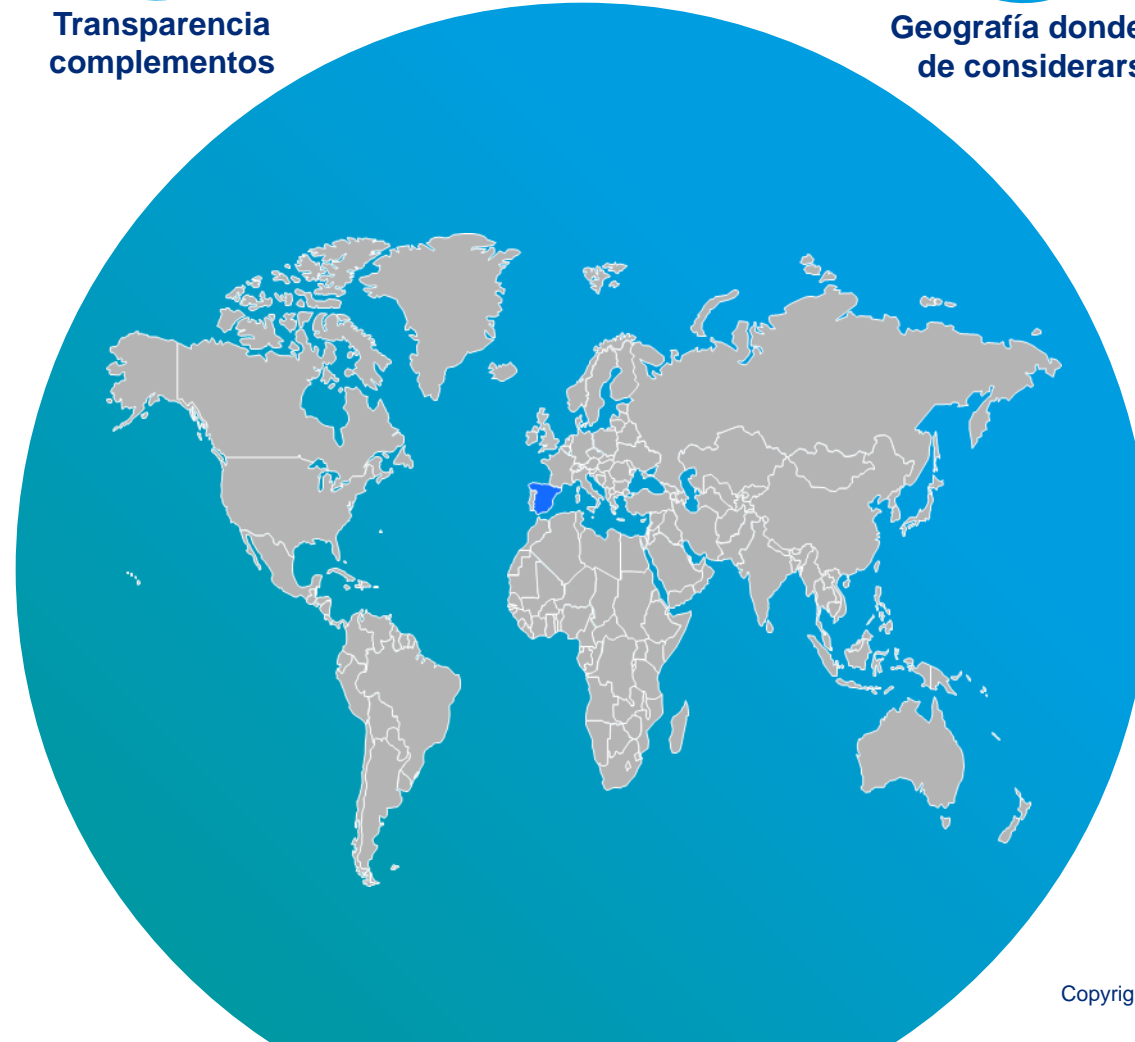 Transparencia
complementos
Geografía donde
de considerars
Copyrig